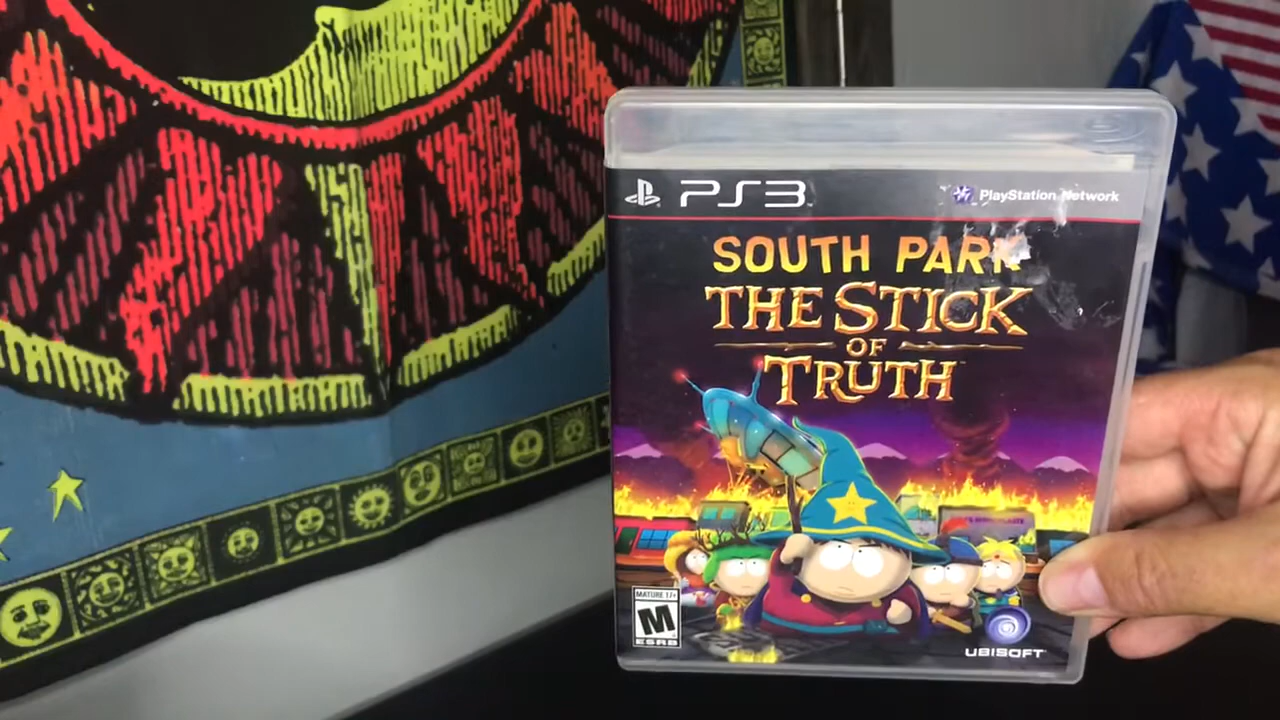 PS3
PlayStation Network
SOUTH PARK
THE STICK
OF
TRUTH
MATURE 17+
M
ESRB
UBISOFT